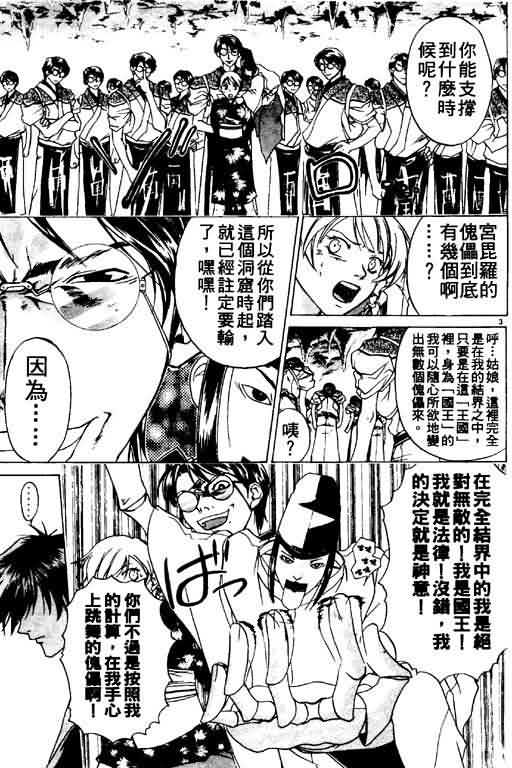 你能支撐
到什麼時
候呢？
宮毘羅的
傀儡到底
有幾個啊
……？
3
呼…姑娘，這裡完全
是在我的結界之中，
只要是在這「王國」
裡，身為「國王」的
我可以隨心所欲地變
出無數個傀儡來。
所以從你們踏入
這個洞窟時起，
就已經註定要輸
了，嘿嘿！
咦？
因為……
在完全結界中的我是絕
對無敵的！我是國王！
我就是法律！沒錯，我
的決定就是神意！
ばっ
……
你們不過是按照我
的計算，在我手心
上跳舞的傀儡啊！